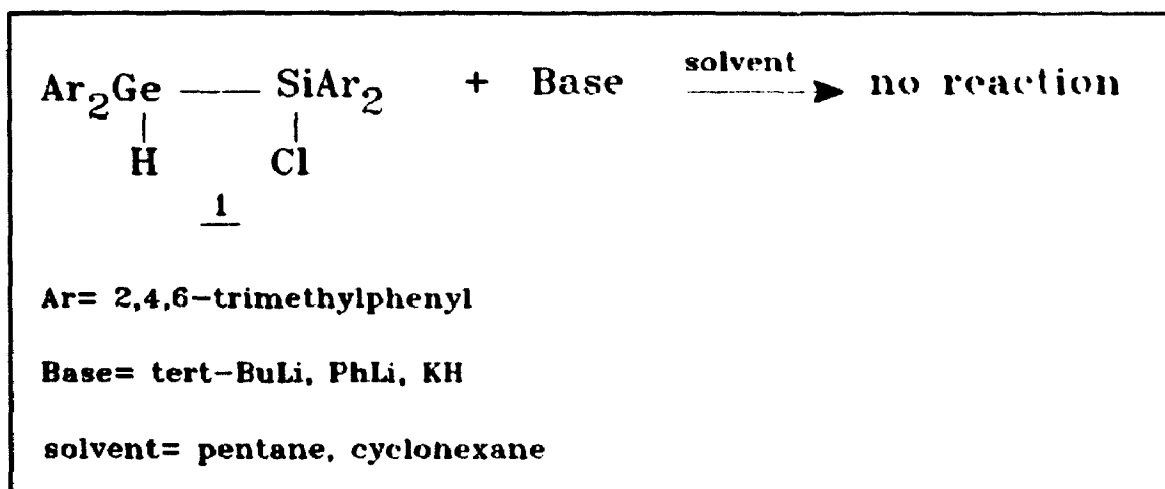 solvent
Ar2Ge — SiAr2 + Base → no reaction
H Cl
1
Ar= 2,4,6-trimethylphenyl
Base= tert-BuLi, PhLi, KH
solvent= pentane, cyclohexane